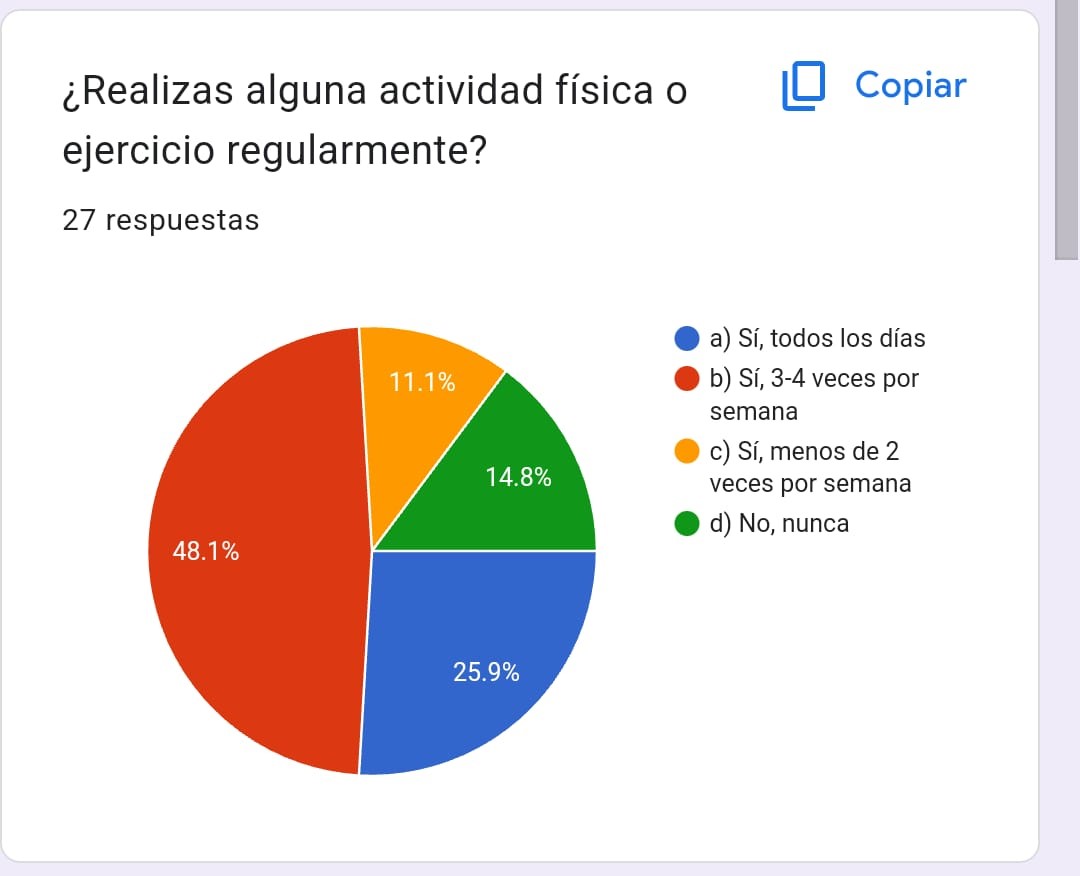 ¿Realizas alguna actividad física o
ejercicio regularmente?
Copiar
27 respuestas
11.1%
14.8%
48.1%
25.9%
a) Sí, todos los días
b) Sí, 3-4 veces por
semana
c) Sí, menos de 2
veces por semana
d) No, nunca